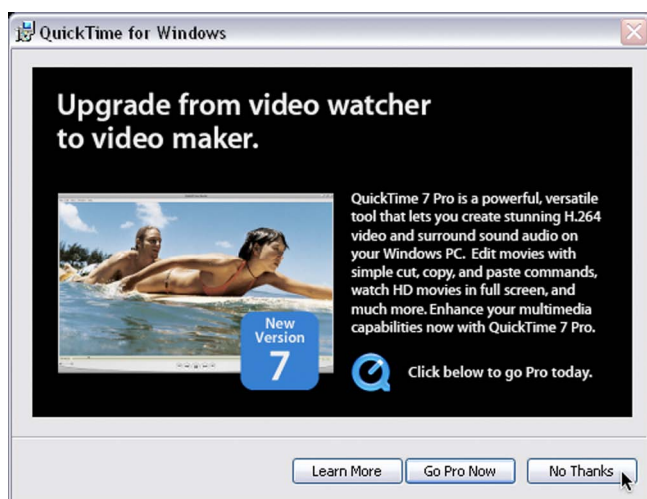 QuickTime for Windows
Upgrade from video watcher
to video maker.
QuickTime 7 Pro is a powerful, versatile
tool that lets you create stunning H.264
video and surround sound audio on
your Windows PC. Edit movies with
simple cut, copy, and paste commands,
watch HD movies in full screen, and
much more. Enhance your multimedia
capabilities now with QuickTime 7 Pro.
New
Version
7
Click below to go Pro today.
Learn More
Go Pro Now
No Thanks